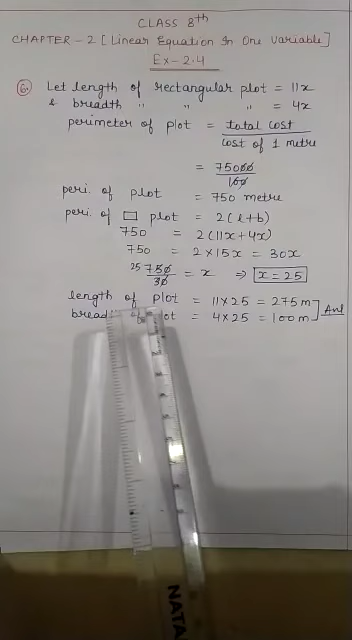 CLASS 8th
CHAPTER - 2 [Linear Equation In One Variable]
Ex-2.4
6. Let length of rectangular plot = 11x
& breadth " " " = 4x
perimeter of plot = total cost / cost of 1 metre
= 75000 / 100
peri. of plot = 750 metre
peri. of □ plot = 2(l+b)
750 = 2(11x+4x)
750 = 2×15x = 30x
25 750/30 = x ⇒ x = 25
length of plot = 11×25 = 275 m
breadth of plot = 4×25 = 100 m] Ans
NATA